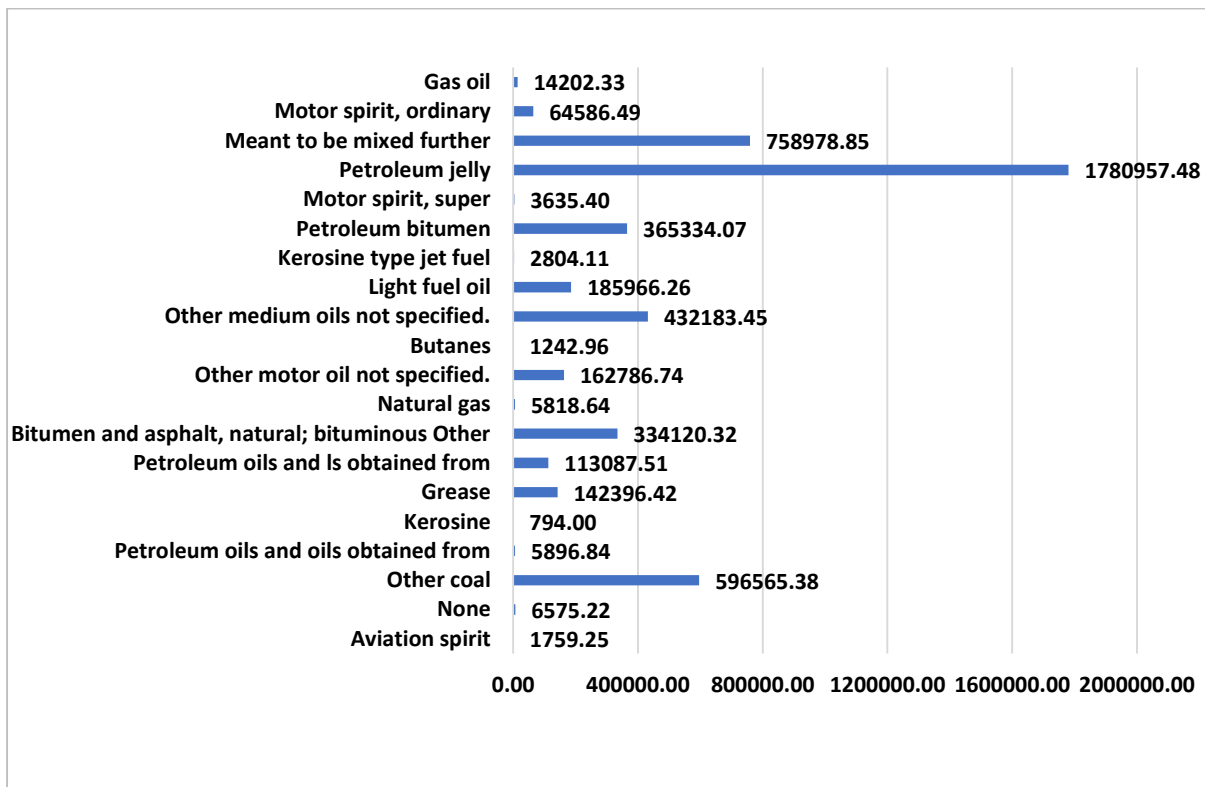 Gas oil 14202.33
Motor spirit, ordinary 64586.49
Meant to be mixed further 758978.85
Petroleum jelly 1780957.48
Motor spirit, super 3635.40
Petroleum bitumen 365334.07
Kerosine type jet fuel 2804.11
Light fuel oil 185966.26
Other medium oils not specified. 432183.45
Butanes 1242.96
Other motor oil not specified. 162786.74
Natural gas 5818.64
Bitumen and asphalt, natural; bituminous Other 334120.32
Petroleum oils and ls obtained from 113087.51
Grease 142396.42
Kerosine 794.00
Petroleum oils and oils obtained from 5896.84
Other coal 596565.38
None 6575.22
Aviation spirit 1759.25
0.00 400000.00 800000.00 1200000.00 1600000.00 2000000.00